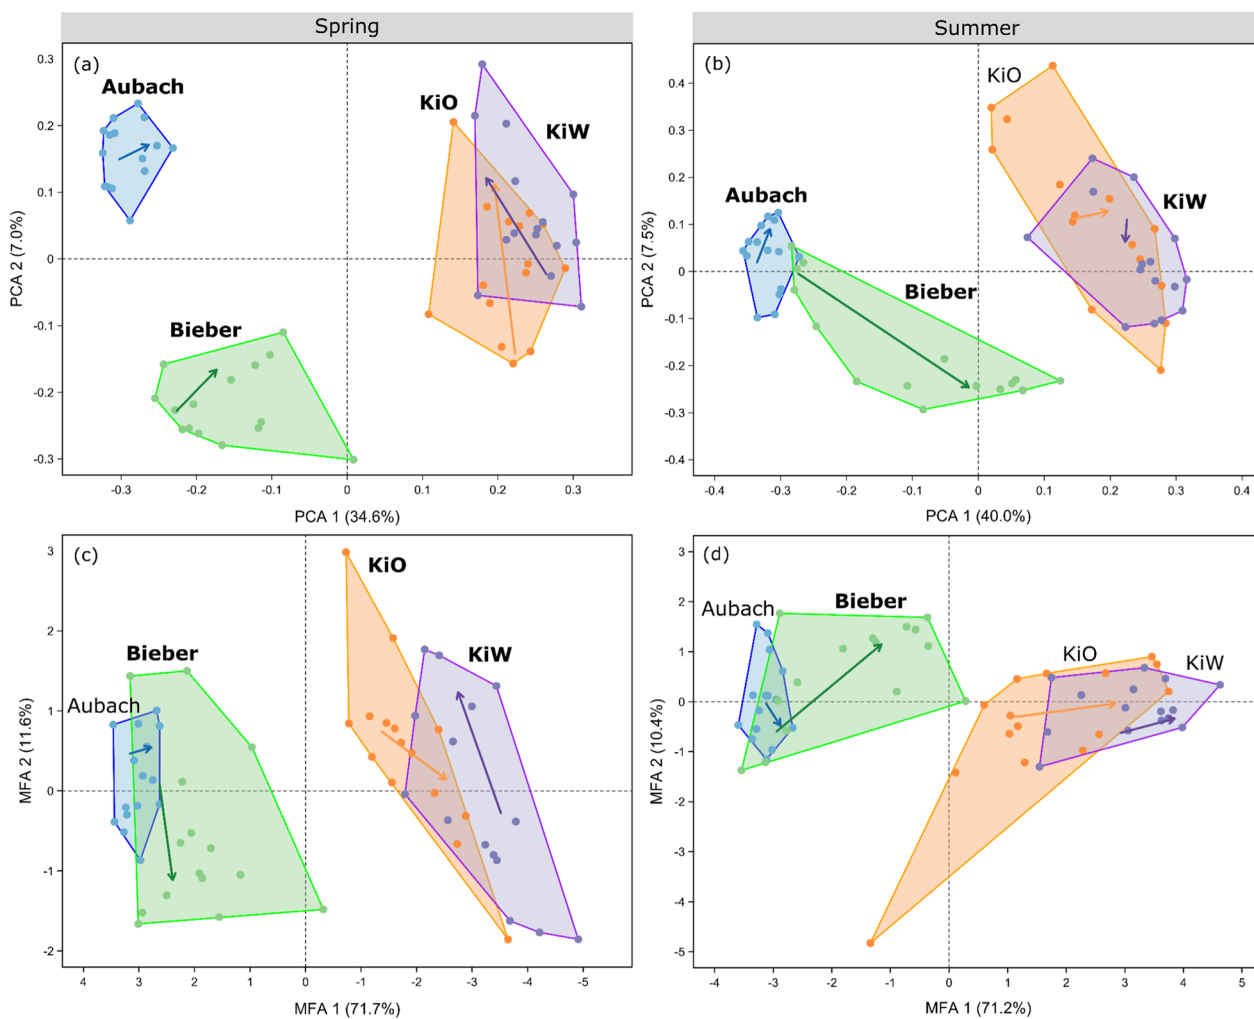 Spring
Summer
(a)
Aubach
KiO
KiW
Bieber
PCA 2 (7.0%)
0.3
0.2
0.1
0
-0.1
-0.2
-0.3
-0.3
-0.2
-0.1
0
0.1
0.2
0.3
PCA 1 (34.6%)
(b)
KiO
Aubach
KiW
Bieber
PCA 2 (7.5%)
0.4
0.3
0.2
0.1
0
-0.1
-0.2
-0.3
-0.4
-0.4
-0.3
-0.2
-0.1
0
0.1
0.2
0.3
0.4
PCA 1 (40.0%)
(c)
KiO
Bieber
KiW
Aubach
MFA 2 (11.6%)
3
2
1
0
-1
-2
4
3
2
1
0
-1
-2
-3
-4
-5
MFA 1 (71.7%)
(d)
Aubach
Bieber
KiO
KiW
MFA 2 (10.4%)
3
2
1
0
-1
-2
-3
-4
-5
-4
-3
-2
-1
0
1
2
3
4
5
MFA 1 (71.2%)